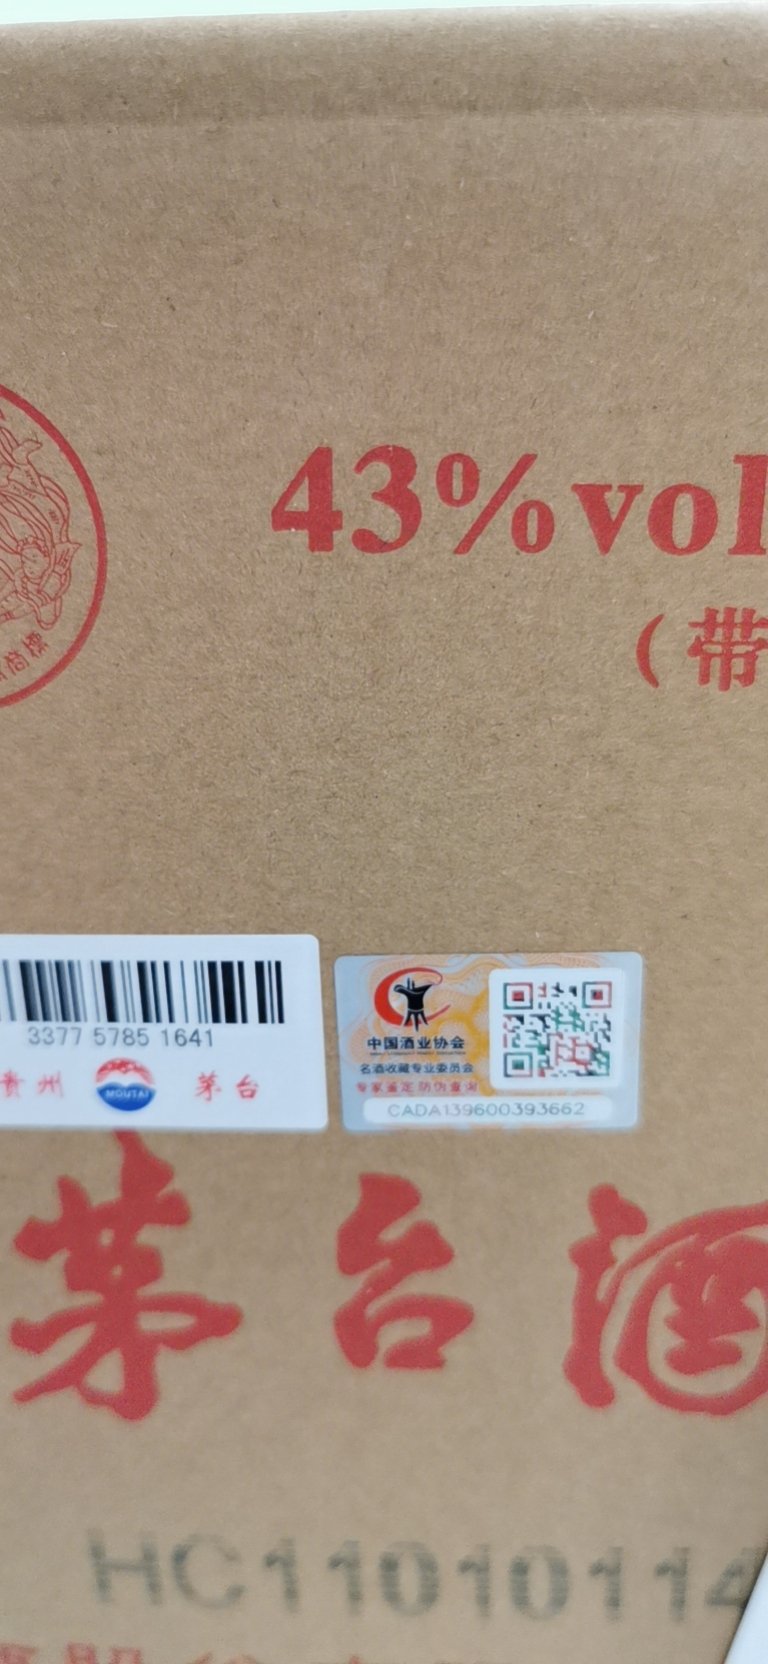 43%vol
（带
3377 5785 1641
贵州 MOUTAI 茅台
中国酒业协会
名酒收藏专业委员会
专家鉴定 防伪查询
CADA139600393662
茅台酒
HC11010114